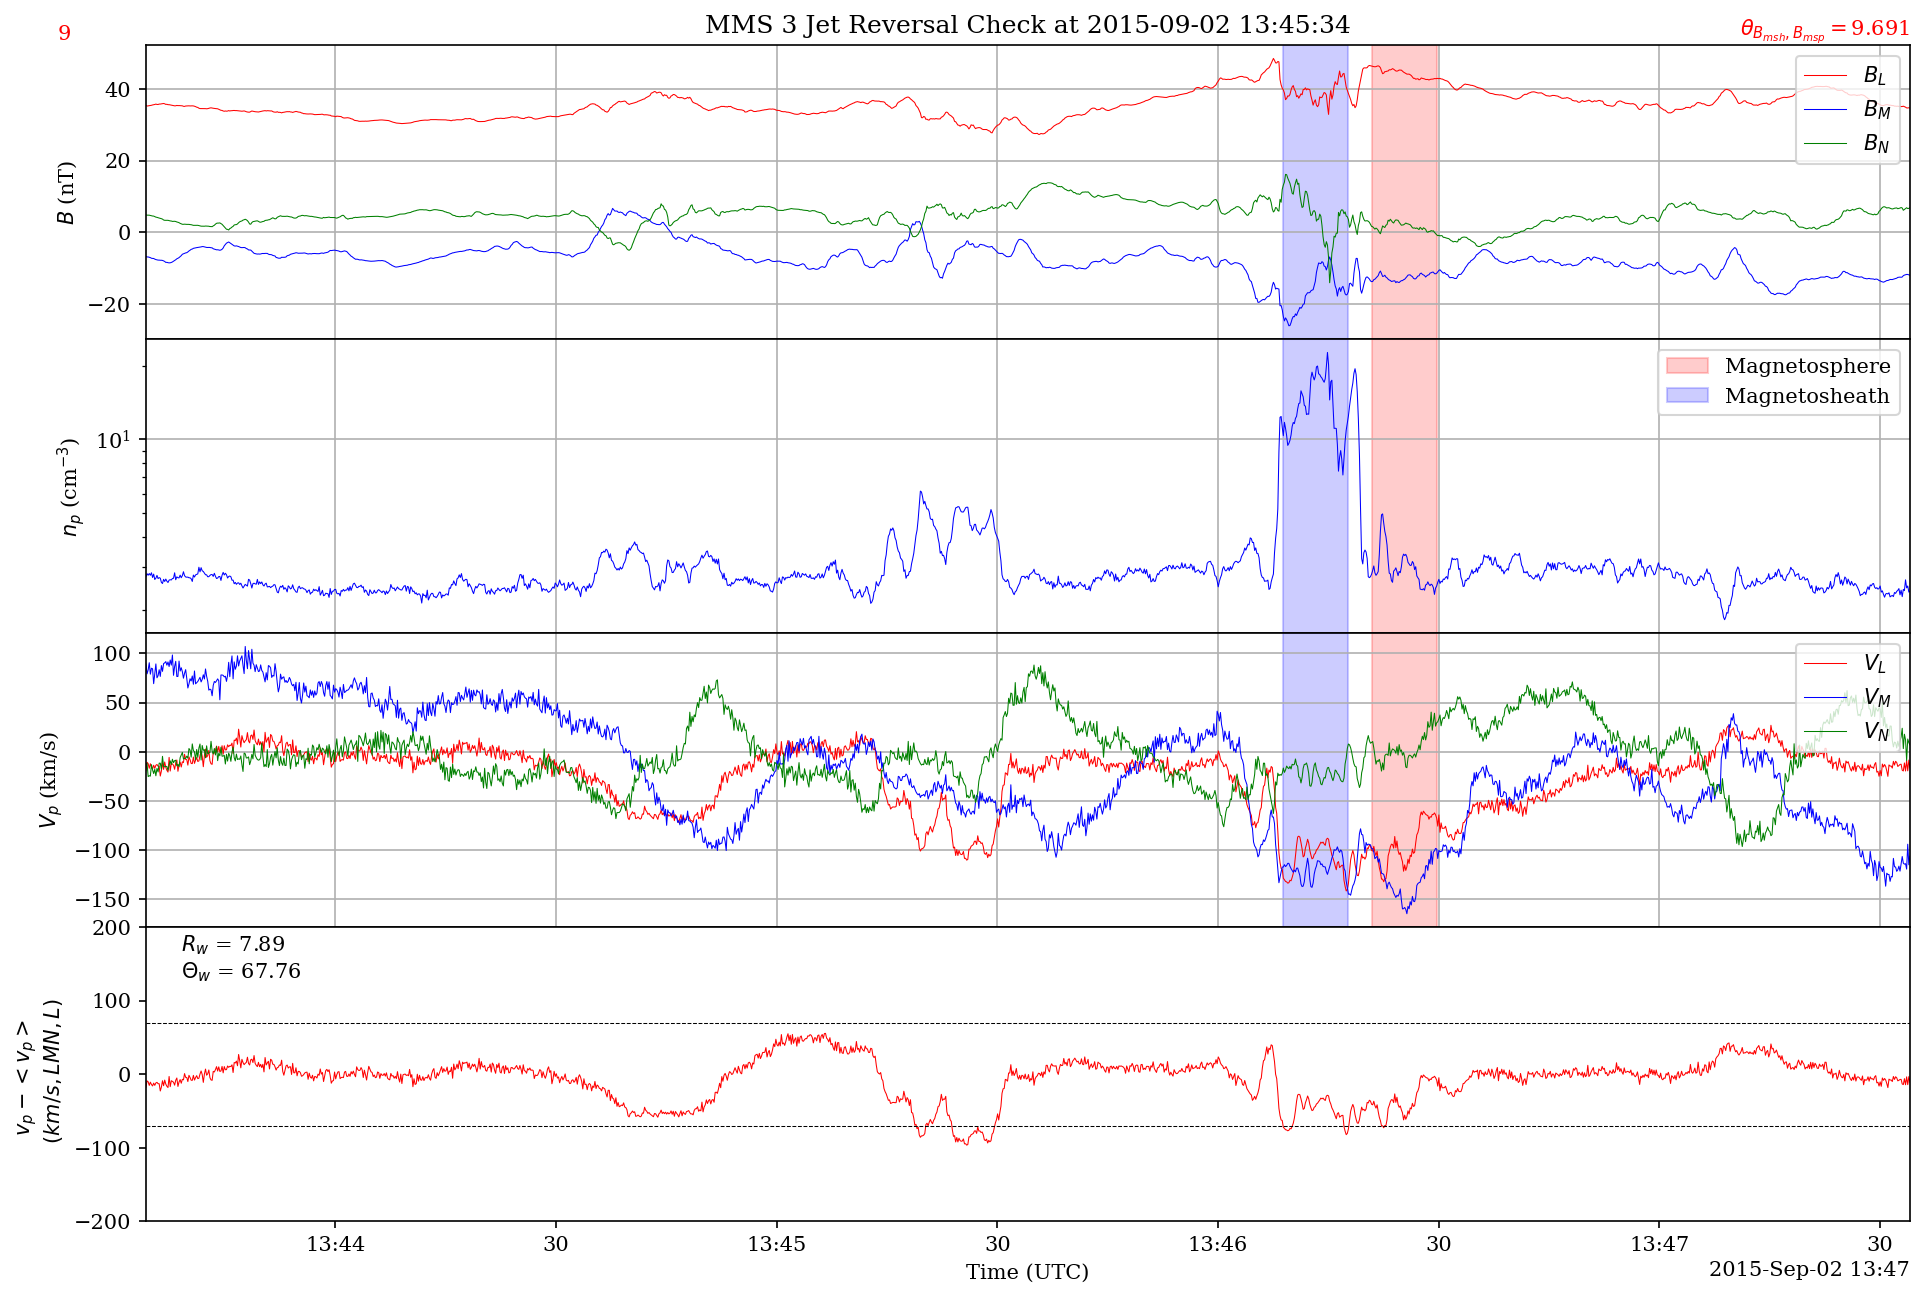 MMS 3 Jet Reversal Check at 2015-09-02 13:45:34
9
θ_{B_{msh}, B_{msp}} = 9.691
B (nT)
40
20
0
−20
B_L
B_M
B_N
n_p (cm^{−3})
10^1
Magnetosphere
Magnetosheath
V_p (km/s)
100
50
0
−50
−100
−150
V_L
V_M
V_N
v_p − < v_p >
(km/s, LMN, L)
200
100
0
−100
−200
R_w = 7.89
Θ_w = 67.76
13:44
30
13:45
30
13:46
30
13:47
30
Time (UTC)
2015-Sep-02 13:47